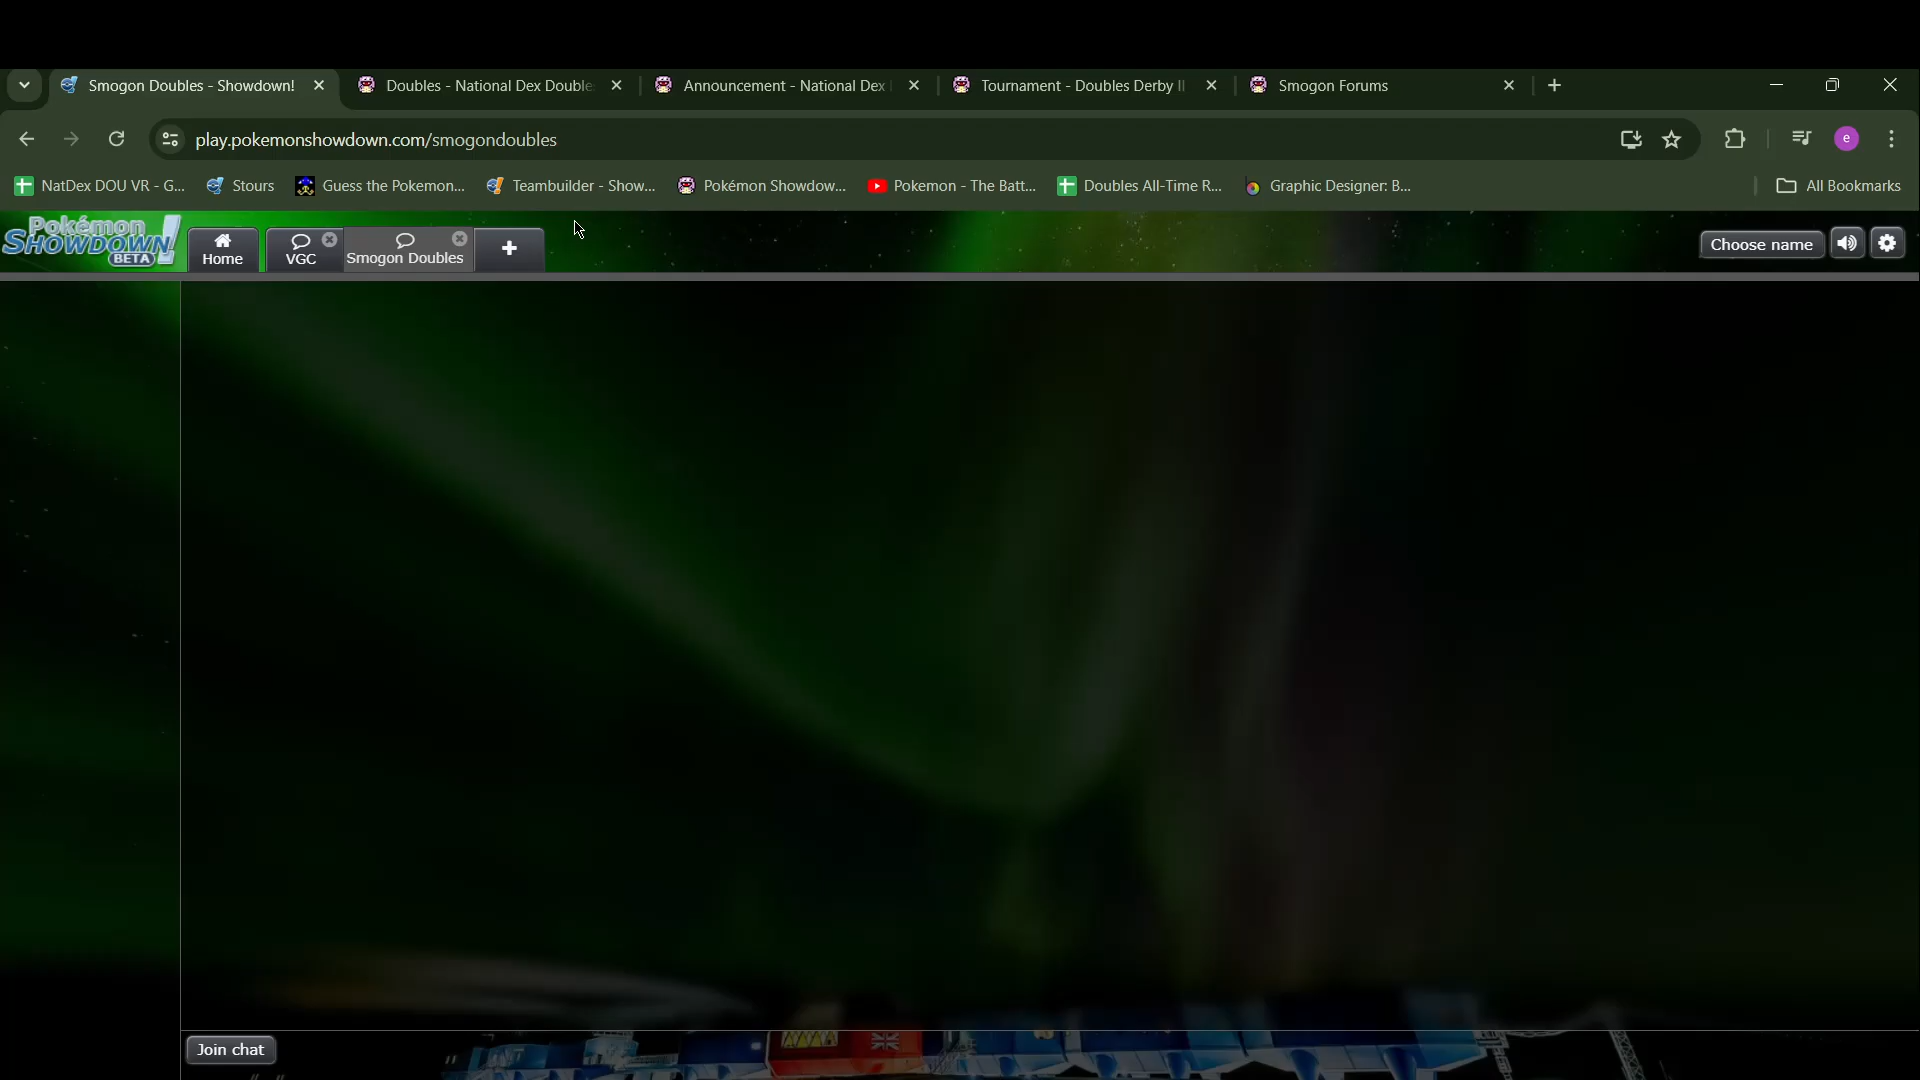 Smogon Doubles - Showdown!
Doubles - National Dex Double
Announcement - National Dex
Tournament - Doubles Derby II
Smogon Forums
play.pokemonshowdown.com/smogondoubles
e
NatDex DOU VR - G...
Stours
Guess the Pokemon...
Teambuilder - Show...
Pokémon Showdow...
Pokemon - The Batt...
Doubles All-Time R...
Graphic Designer: B...
All Bookmarks
Pokémon
SHOWDOWN!
BETA
Home
VGC
Smogon Doubles
Choose name
Join chat